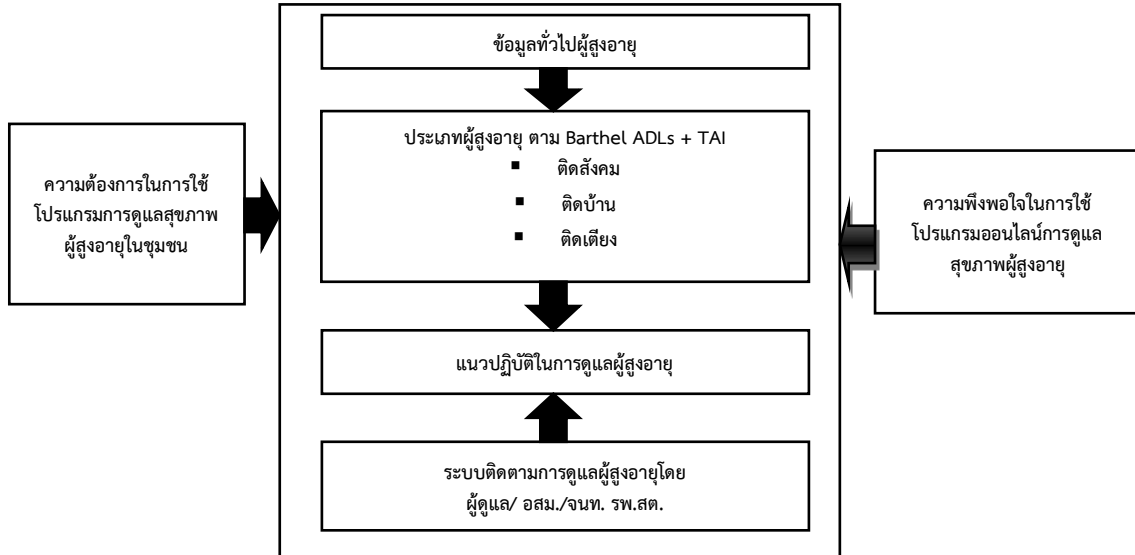 ข้อมูลทั่วไปผู้สูงอายุ
ประเภทผู้สูงอายุ ตาม Barthel ADLs + TAI
▪ ติดสังคม
▪ ติดบ้าน
▪ ติดเตียง
ความต้องการในการใช้
โปรแกรมการดูแลสุขภาพ
ผู้สูงอายุในชุมชน
ความพึงพอใจในการใช้
โปรแกรมออนไลน์การดูแล
สุขภาพผู้สูงอายุ
แนวปฏิบัติในการดูแลผู้สูงอายุ
ระบบติดตามการดูแลผู้สูงอายุโดย
ผู้ดูแล/ อสม./จนท. รพ.สต.